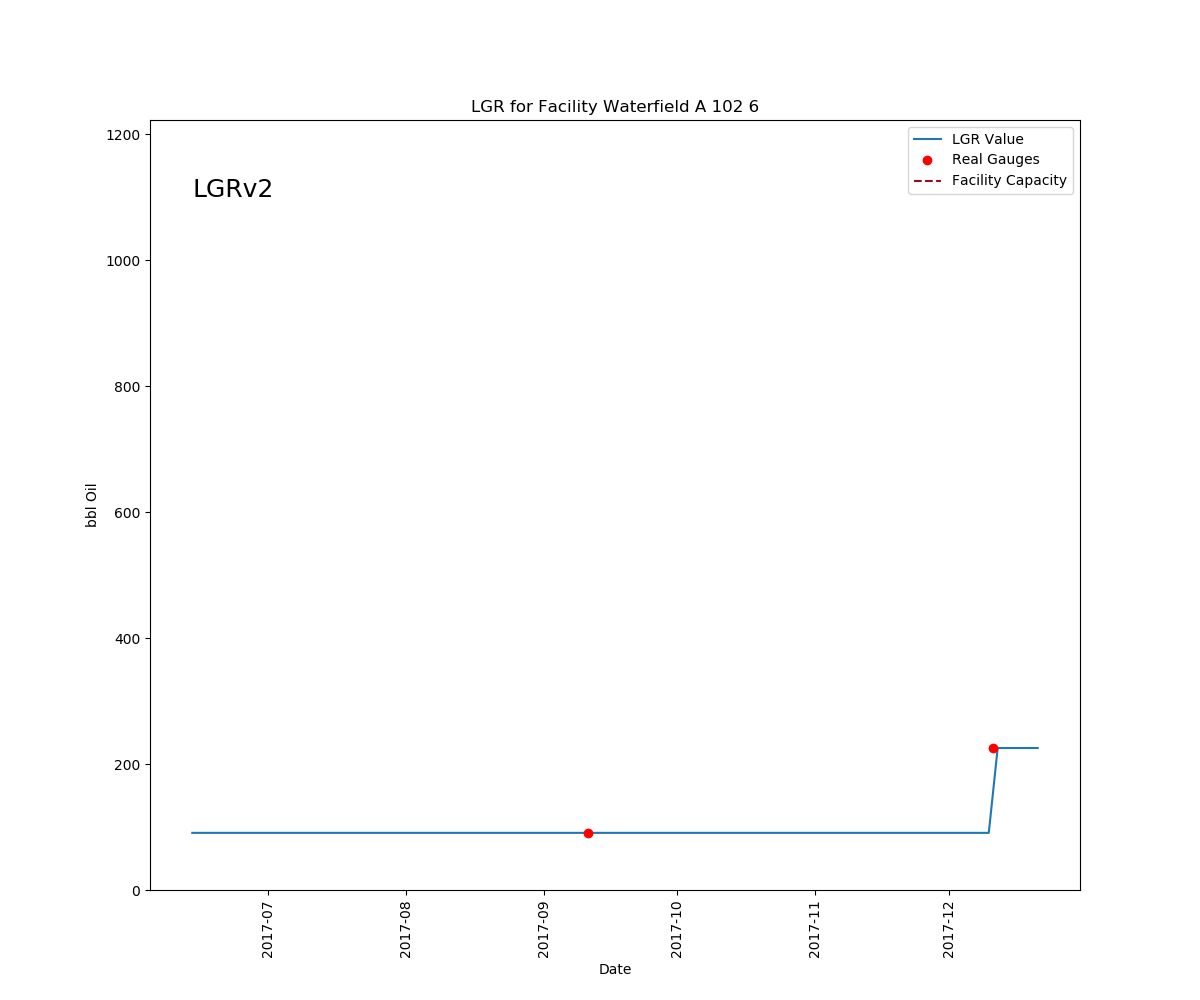 LGR for Facility Waterfield A 102 6
LGRv2
LGR Value
Real Gauges
Facility Capacity
1200
1000
800
600
400
200
0
bbl Oil
2017-07
2017-08
2017-09
2017-10
2017-11
2017-12
Date